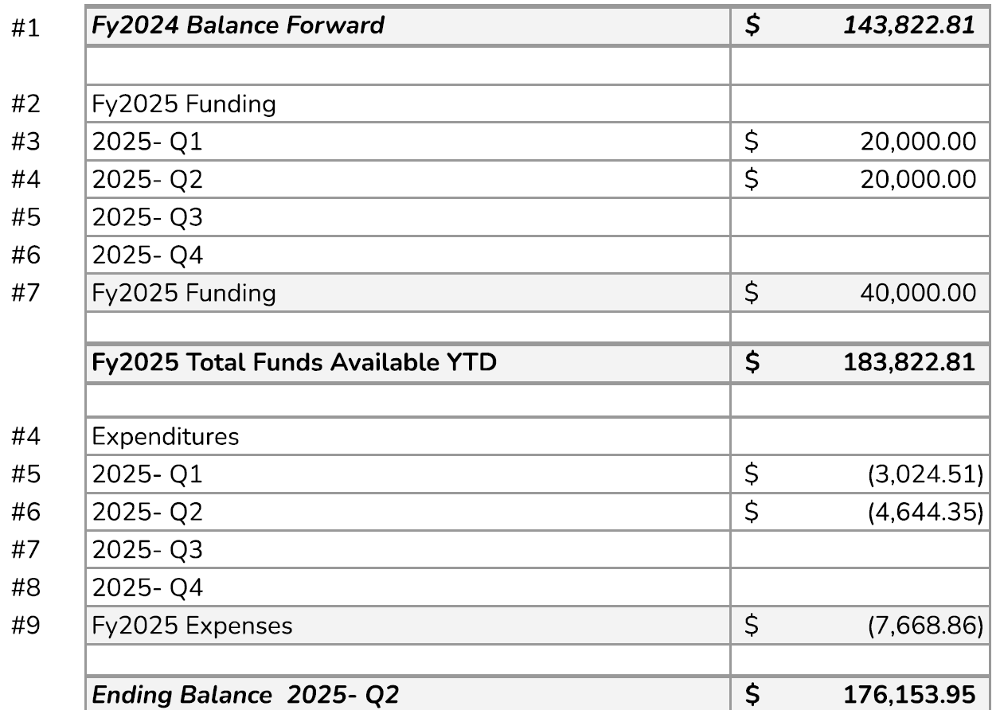 #1 Fy2024 Balance Forward $ 143,822.81
#2 Fy2025 Funding
#3 2025- Q1 $ 20,000.00
#4 2025- Q2 $ 20,000.00
#5 2025- Q3
#6 2025- Q4
#7 Fy2025 Funding $ 40,000.00
Fy2025 Total Funds Available YTD $ 183,822.81
#4 Expenditures
#5 2025- Q1 $ (3,024.51)
#6 2025- Q2 $ (4,644.35)
#7 2025- Q3
#8 2025- Q4
#9 Fy2025 Expenses $ (7,668.86)
Ending Balance  2025- Q2 $ 176,153.95